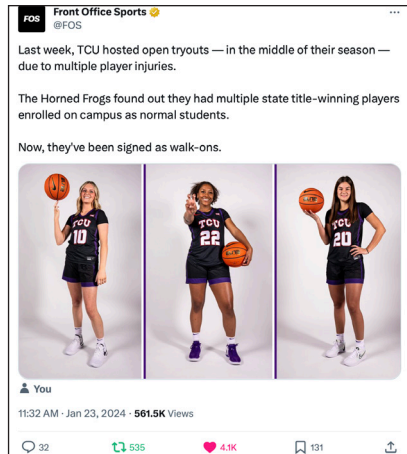 FOS
Front Office Sports
@FOS
Last week, TCU hosted open tryouts — in the middle of their season —
due to multiple player injuries.
The Horned Frogs found out they had multiple state title-winning players
enrolled on campus as normal students.
Now, they've been signed as walk-ons.
TCU
10
TCU
22
TCU
20
You
11:32 AM · Jan 23, 2024 · 561.5K Views
32 535 4.1K 131